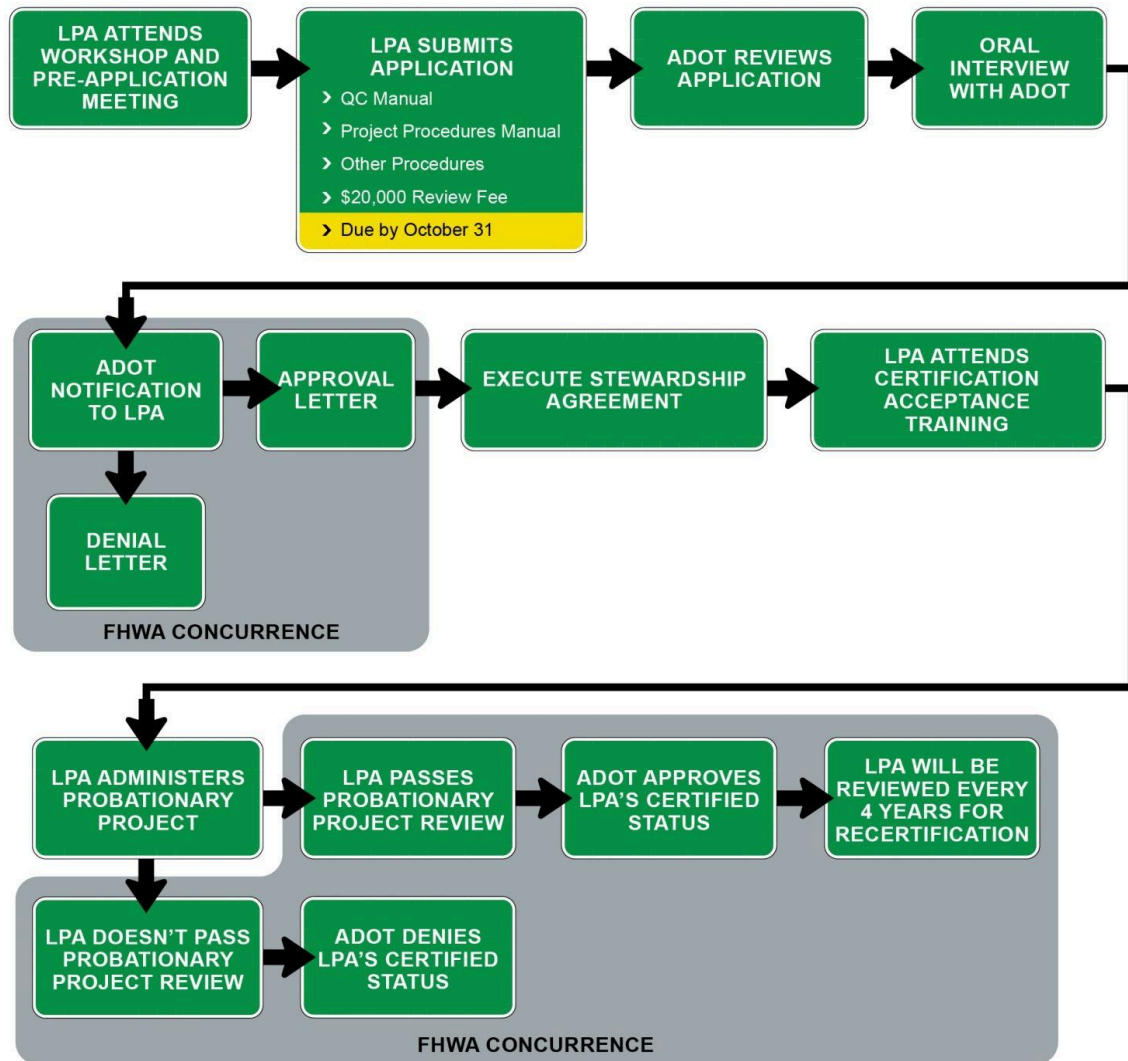 LPA ATTENDS
WORKSHOP AND
PRE-APPLICATION
MEETING
LPA SUBMITS
APPLICATION
QC Manual
Project Procedures Manual
Other Procedures
$20,000 Review Fee
Due by October 31
ADOT REVIEWS
APPLICATION
ORAL
INTERVIEW
WITH ADOT
ADOT
NOTIFICATION
TO LPA
APPROVAL
LETTER
EXECUTE STEWARDSHIP
AGREEMENT
LPA ATTENDS
CERTIFICATION
ACCEPTANCE
TRAINING
DENIAL
LETTER
FHWA CONCURRENCE
LPA ADMINISTERS
PROBATIONARY
PROJECT
LPA PASSES
PROBATIONARY
PROJECT REVIEW
ADOT APPROVES
LPA'S CERTIFIED
STATUS
LPA WILL BE
REVIEWED EVERY
4 YEARS FOR
RECERTIFICATION
LPA DOESN'T PASS
PROBATIONARY
PROJECT REVIEW
ADOT DENIES
LPA'S CERTIFIED
STATUS
FHWA CONCURRENCE